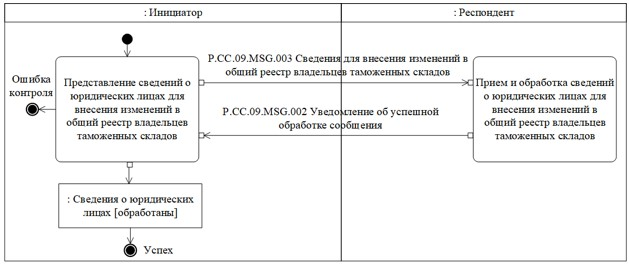 : Инициатор
: Респондент
P.CC.09.MSG.003 Сведения для внесения изменений в
общий реестр владельцев таможенных складов
Ошибка
контроля
Представление сведений о
юридических лицах для
внесения изменений в
общий реестр владельцев
таможенных складов
Прием и обработка сведений
о юридических лицах для
внесения изменений в
общий реестр владельцев
таможенных складов
P.CC.09.MSG.002 Уведомление об успешной
обработке сообщения
: Сведения о юридических
лицах [обработаны]
Успех